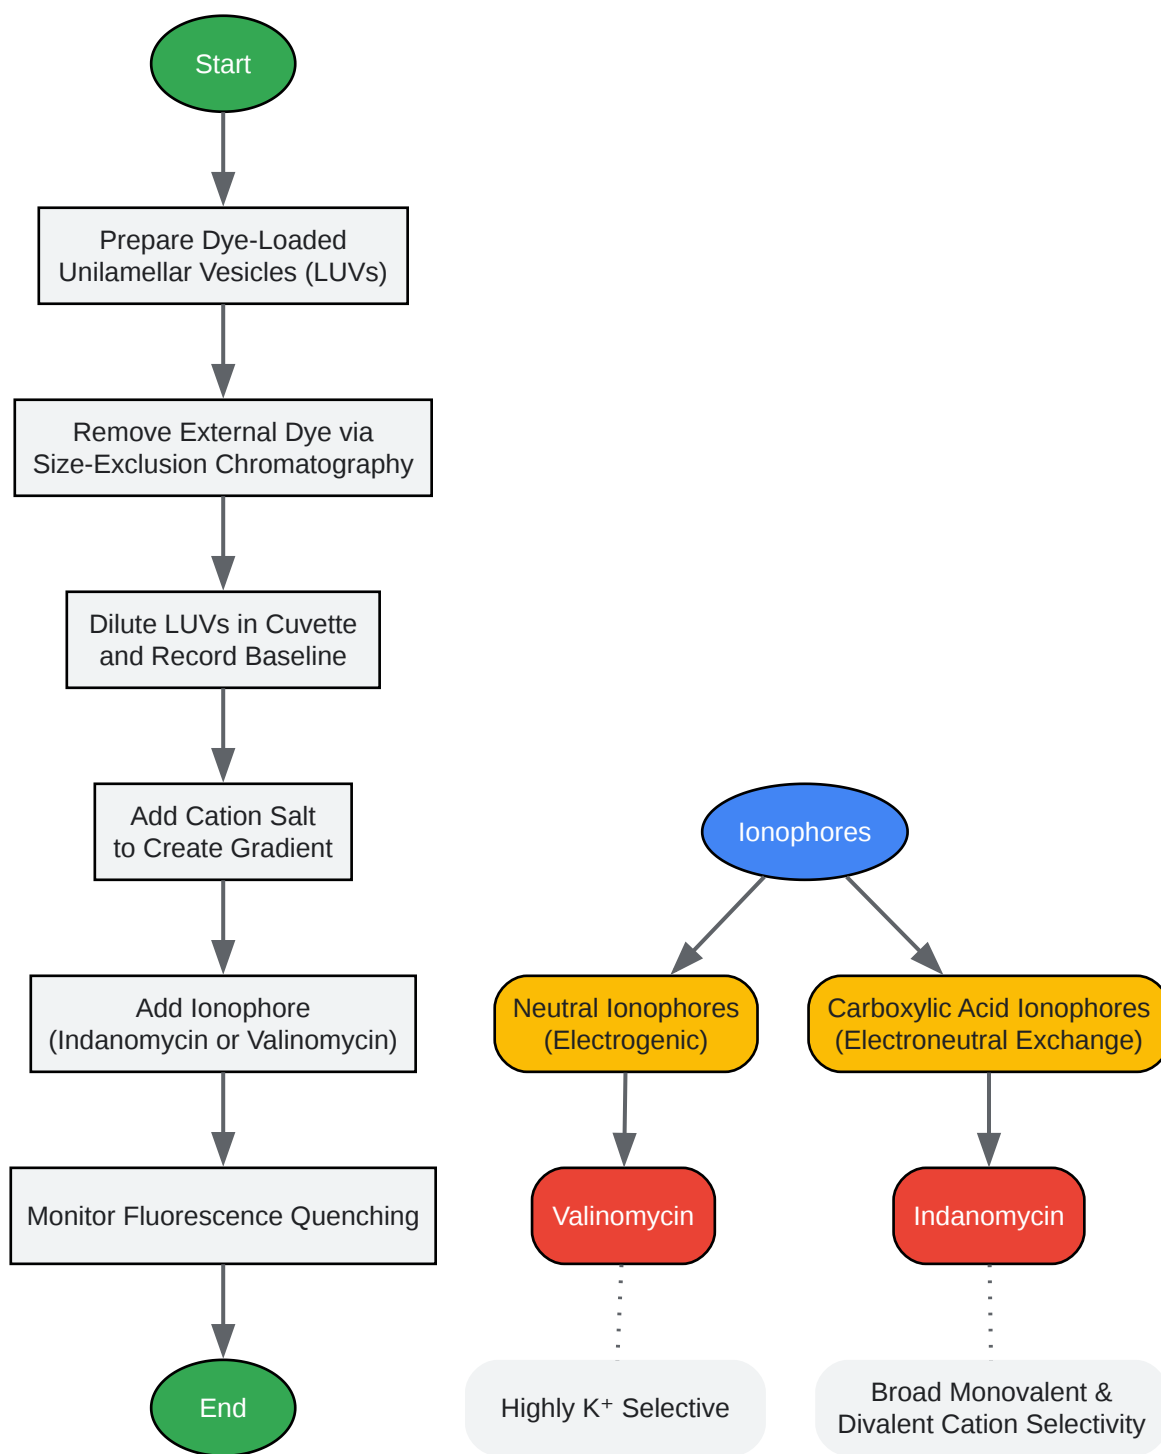 Start
Prepare Dye-Loaded
Unilamellar Vesicles (LUVs)
Remove External Dye via
Size-Exclusion Chromatography
Dilute LUVs in Cuvette
and Record Baseline
Add Cation Salt
to Create Gradient
Add Ionophore
(Indanomycin or Valinomycin)
Monitor Fluorescence Quenching
End
Ionophores
Neutral Ionophores
(Electrogenic)
Carboxylic Acid Ionophores
(Electroneutral Exchange)
Valinomycin
Indanomycin
Highly K⁺ Selective
Broad Monovalent &
Divalent Cation Selectivity